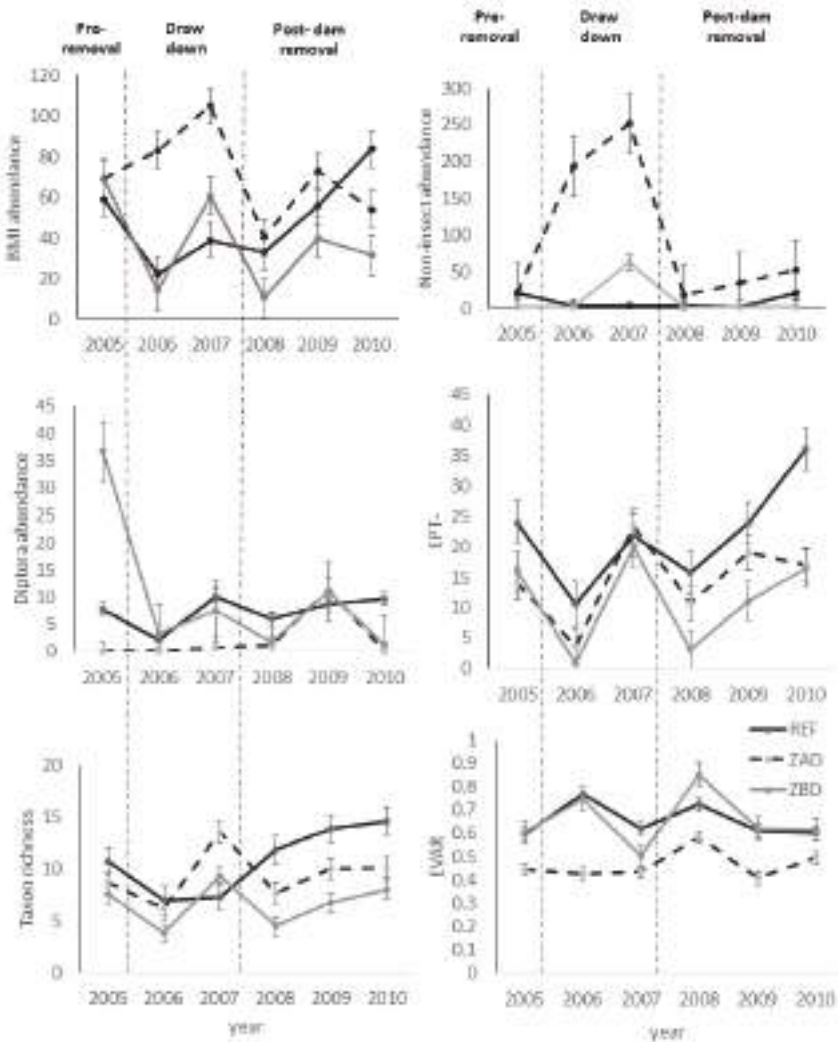 Pre-
removal
Draw
down
Post-dam
removal
Pre-
removal
Draw
down
Post-dam
removal
BMI abundance
120
100
80
60
40
20
0
2005 2006 2007 2008 2009 2010
Non-insect abundance
300
250
200
150
100
50
0
2005 2006 2007 2008 2009 2010
Diptera abundance
45
40
35
30
25
20
15
10
5
0
2005 2006 2007 2008 2009 2010
EPT-
45
40
35
30
25
20
15
10
5
0
2005 2006 2007 2008 2009 2010
Taxon richness
20
15
10
5
0
2005 2006 2007 2008 2009 2010
year
EVAR
1
0.9
0.8
0.7
0.6
0.5
0.4
0.3
0.2
0.1
0
REF
ZAD
ZBD
2005 2006 2007 2008 2009 2010
year